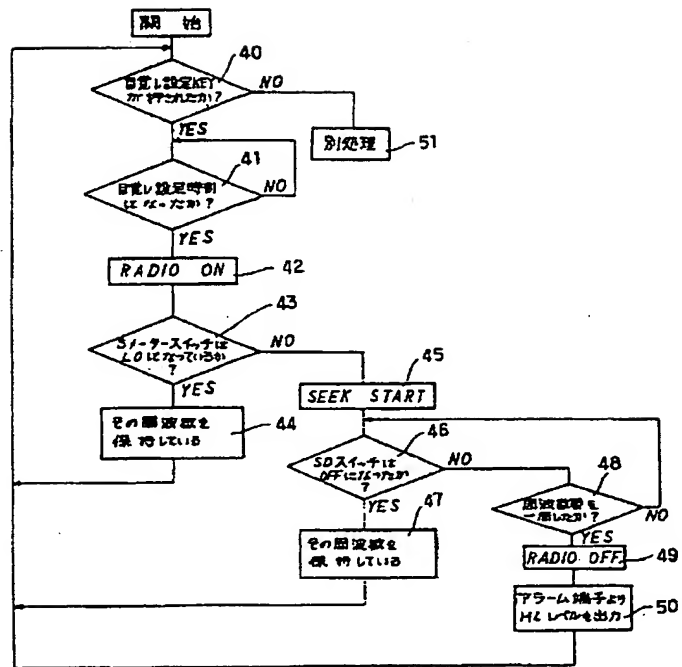 開 始
40
目覚し設定KEY
が押されたか?
NO
YES
別処理
51
41
目覚し設定時刻
になったか?
NO
YES
RADIO ON
42
43
Sメータースイッチは
LOになっているか
?
NO
YES
45
SEEK START
その周波数を
保持している
44
46
SDスイッチは
OFFになったか
?
NO
YES
48
周波数帯を
一周したか?
NO
YES
47
その周波数を
保持している
RADIO OFF
49
アラーム端子より
レベルを出力
50